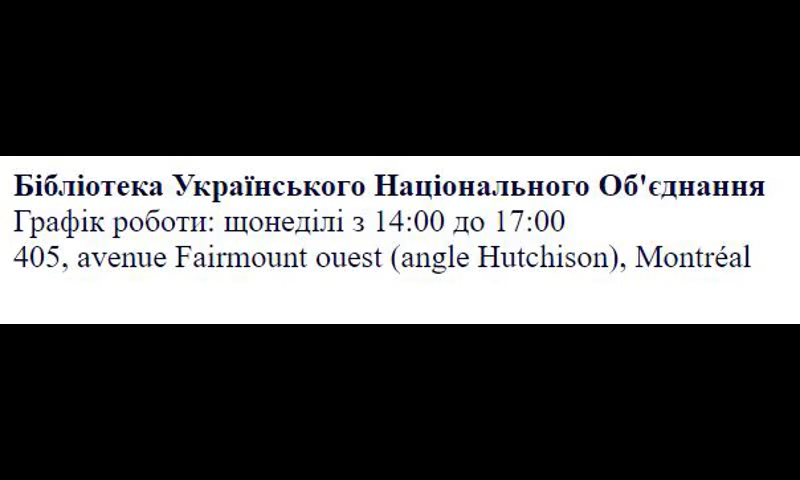 Бібліотека Українського Національного Об'єднання
Графік роботи: щонеділі з 14:00 до 17:00
405, avenue Fairmount ouest (angle Hutchison), Montréal